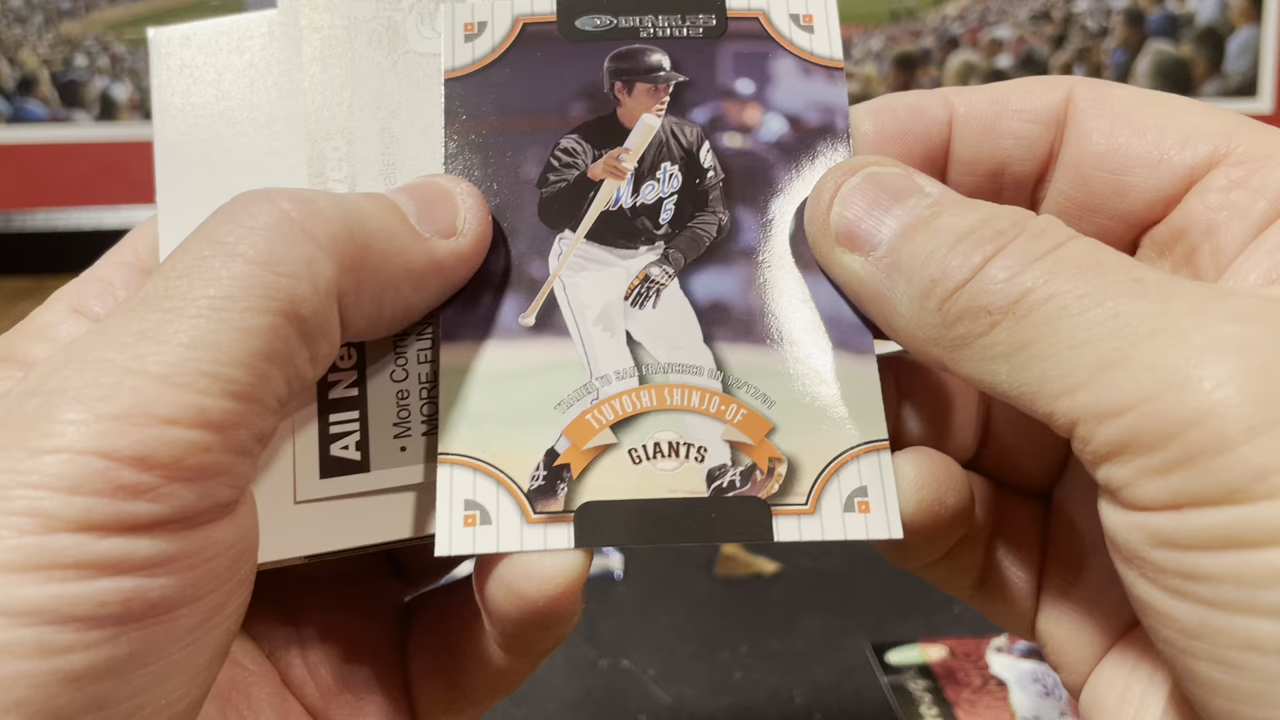 DONRUSS
2002
Mets
5
TRADED TO SAN FRANCISCO ON 12/17/01
TSUYOSHI SHINJO·OF
GIANTS
All Ne
• More Com
MORE FUN